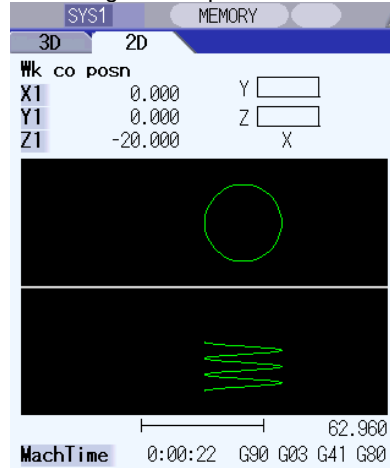 SYS1 MEMORY
3D 2D
Wk co posn
X1 0.000 Y
Y1 0.000 Z
Z1 -20.000 X
62.960
MachTime 0:00:22 G90 G03 G41 G80